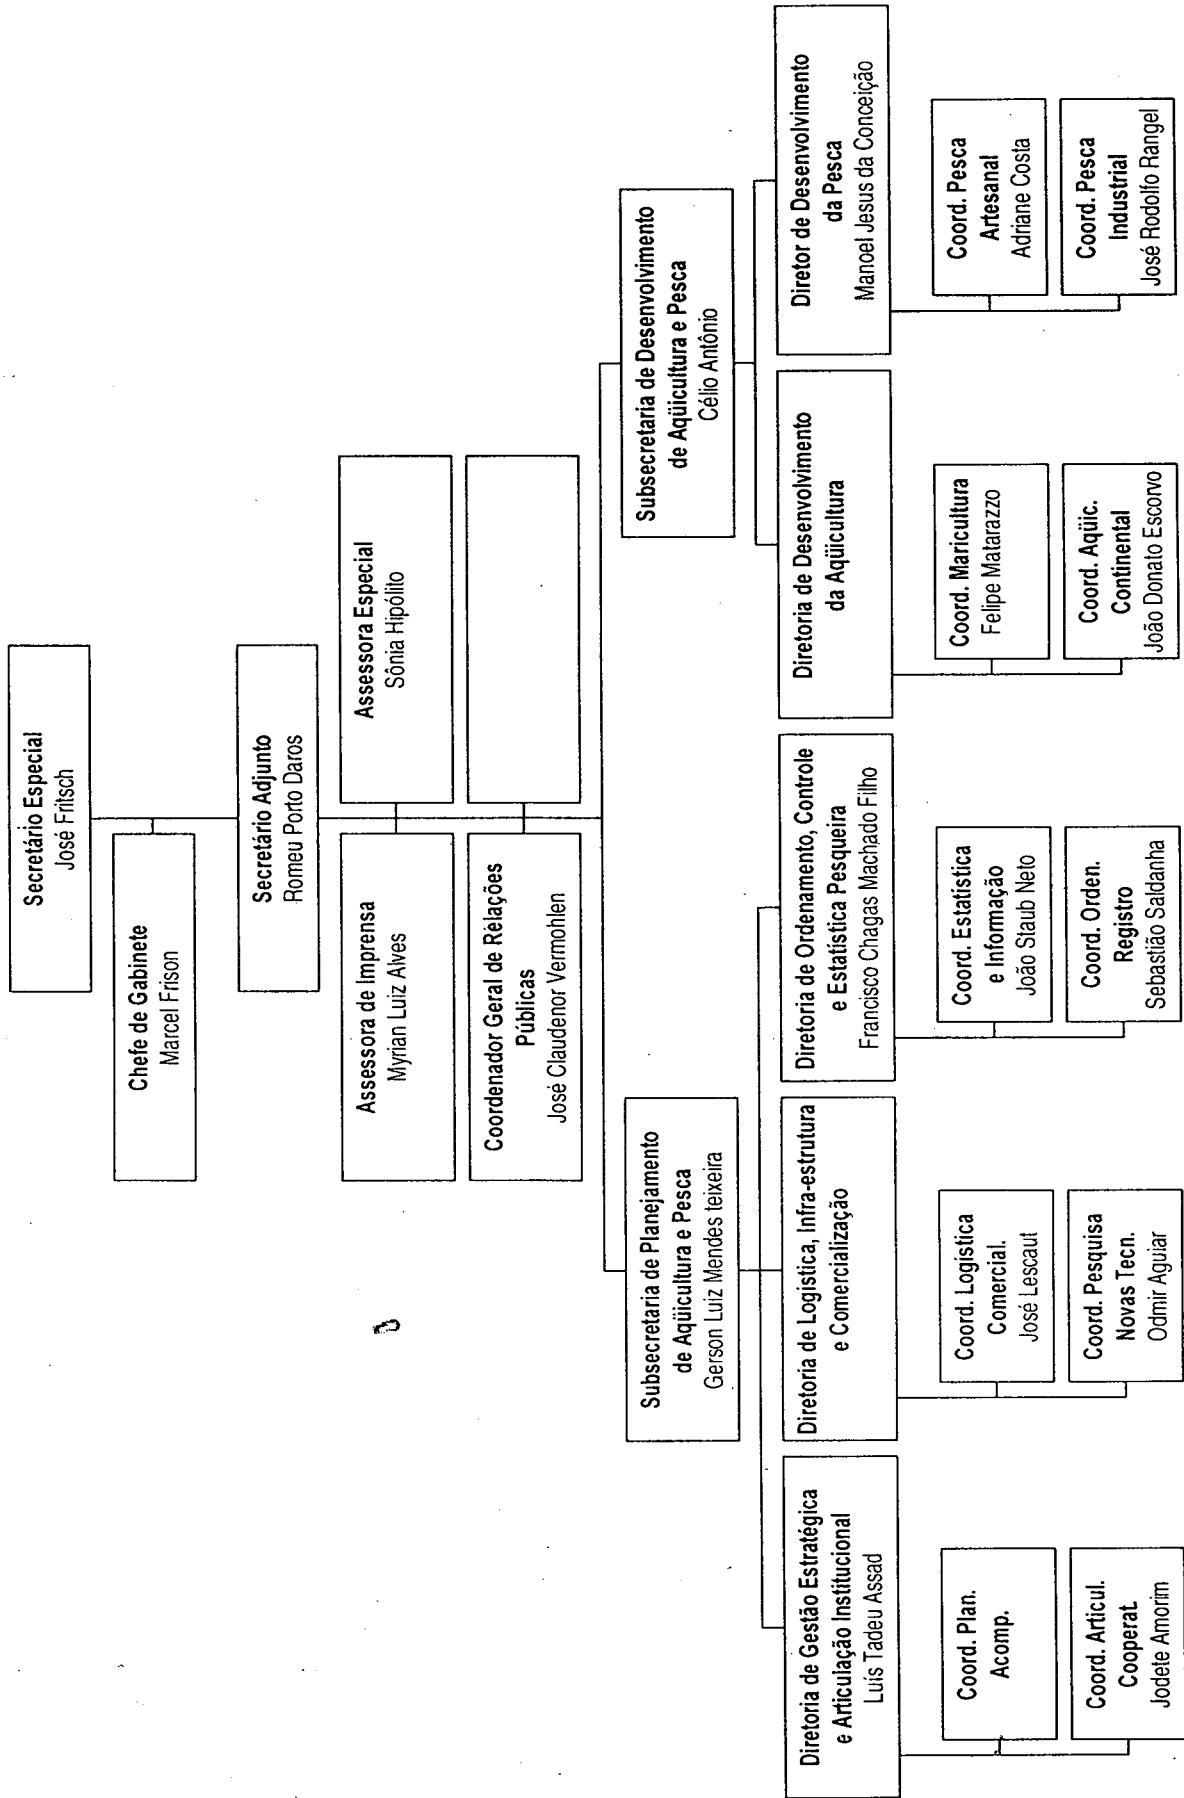 Secretário Especial
José Fritsch
Chefe de Gabinete
Marcel Frison
Secretário Adjunto
Romeu Porto Daros
Assessora de Imprensa
Myrian Luiz Alves
Assessora Especial
Sônia Hipólito
Coordenador Geral de Relações
Públicas
José Claudenor Vermohlen
Subsecretaria de Planejamento
de Aqüicultura e Pesca
Gerson Luiz Mendes teixeira
Subsecretaria de Desenvolvimento
de Aqüicultura e Pesca
Célio Antônio
Diretoria de Gestão Estratégica
e Articulação Institucional
Luís Tadeu Assad
Diretoria de Logística, Infra-estrutura
e Comercialização
Diretoria de Ordenamento, Controle
e Estatística Pesqueira
Francisco Chagas Machado Filho
Diretoria de Desenvolvimento
da Aqüicultura
Diretor de Desenvolvimento
da Pesca
Manoel Jesus da Conceição
Coord. Plan.
Acomp.
Coord. Logística
Comercial.
José Lescaut
Coord. Estatística
e Informação
João Staub Neto
Coord. Maricultura
Felipe Matarazzo
Coord. Pesca
Artesanal
Adriane Costa
Coord. Articul.
Cooperat.
Jodete Amorim
Coord. Pesquisa
Novas Tecn.
Odmir Aguiar
Coord. Orden.
Registro
Sebastião Saldanha
Coord. Aqüic.
Continental
João Donato Escorvo
Coord. Pesca
Industrial
José Rodolfo Rangel